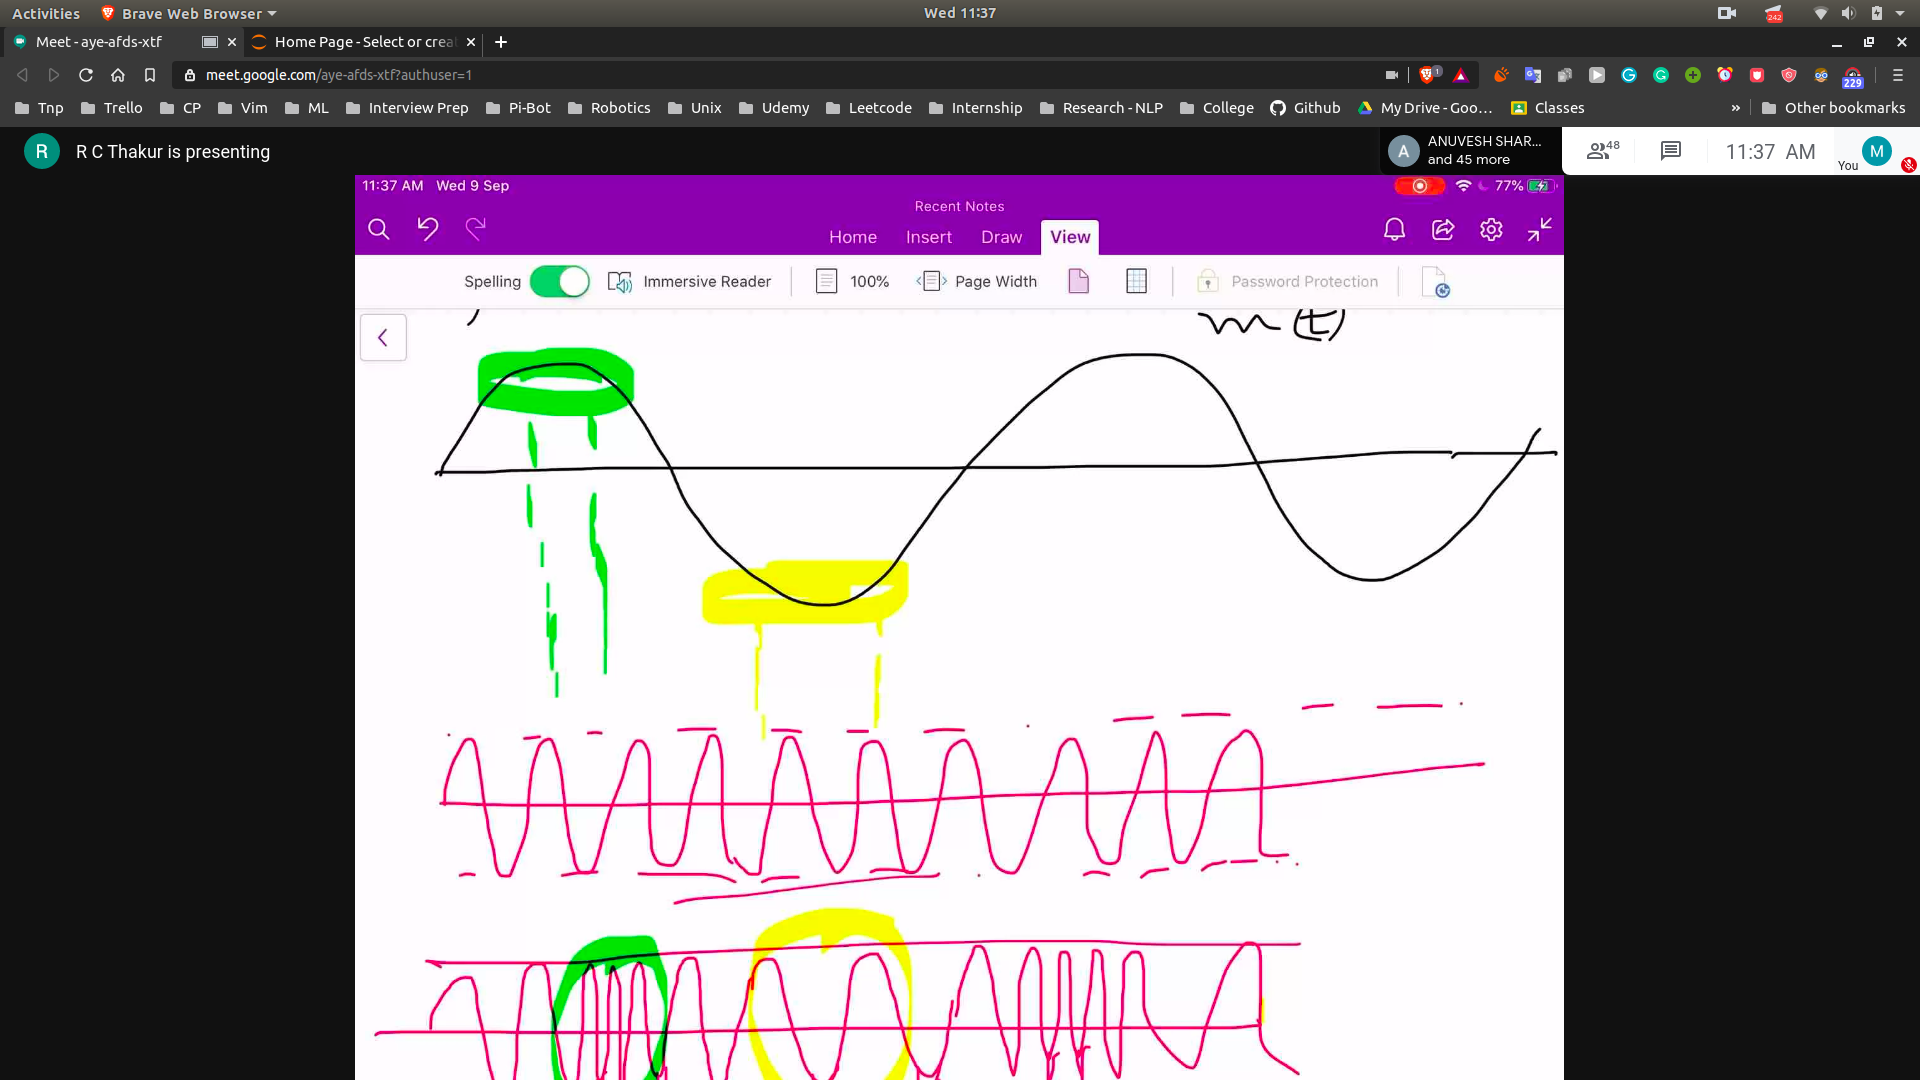 Activities Brave Web Browser Wed 11:37 242
Meet - aye-afds-xtf Home Page - Select or crea
meet.google.com/aye-afds-xtf?authuser=1 1 229
Tnp Trello CP Vim ML Interview Prep Pi-Bot Robotics Unix Udemy Leetcode Internship Research - NLP College Github My Drive - Goo... Classes » Other bookmarks
R R C Thakur is presenting A ANUVESH SHAR... and 45 more 48 11:37 AM You M
11:37 AM Wed 9 Sep 77%
Recent Notes
Home Insert Draw View
Spelling Immersive Reader 100% Page Width Password Protection
m(t)